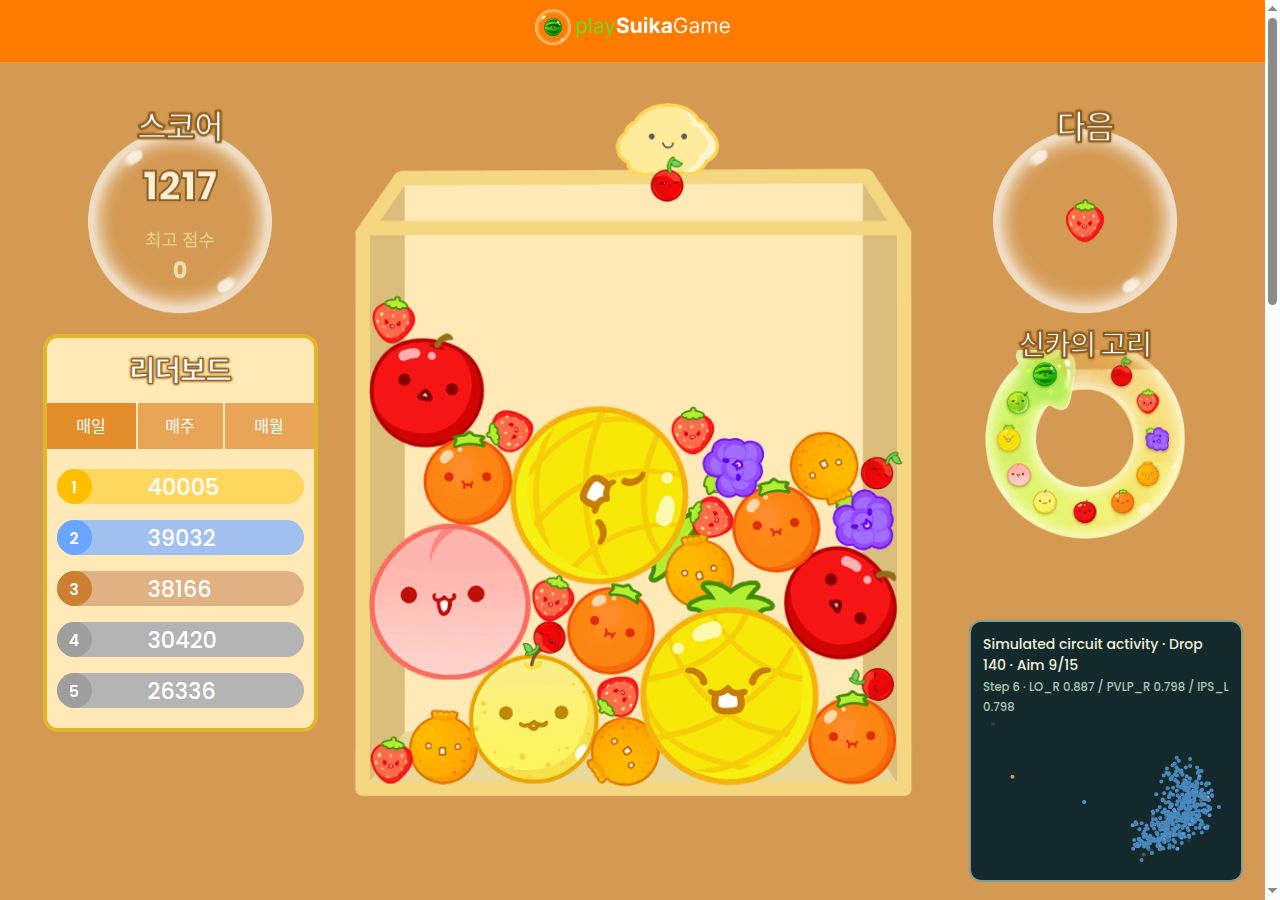 playSuikaGame
스코어
1217
최고 점수
0
리더보드
매일
매주
매월
1 40005
2 39032
3 38166
4 30420
5 26336
다음
신카의 고리
Simulated circuit activity · Drop
140 · Aim 9/15
Step 6 · LO_R 0.887 / PVLP_R 0.798 / IPS_L
0.798